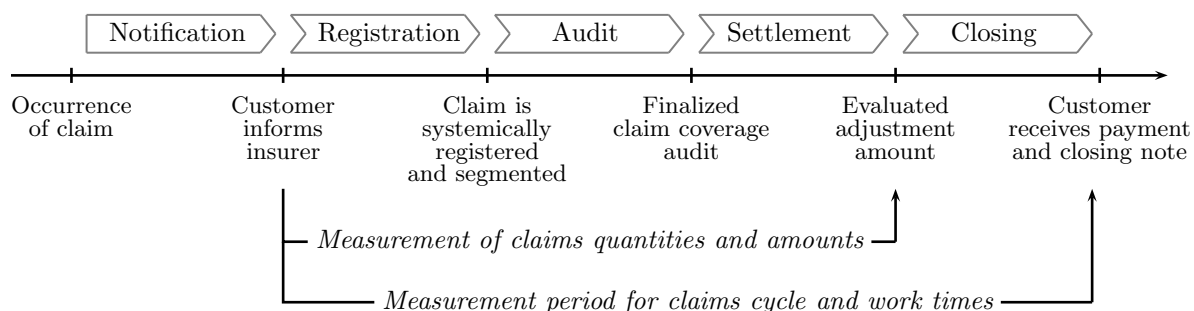 Notification Registration Audit Settlement Closing
Occurrence
of claim
Customer
informs
insurer
Claim is
systemically
registered
and segmented
Finalized
claim coverage
audit
Evaluated
adjustment
amount
Customer
receives payment
and closing note
Measurement of claims quantities and amounts
Measurement period for claims cycle and work times